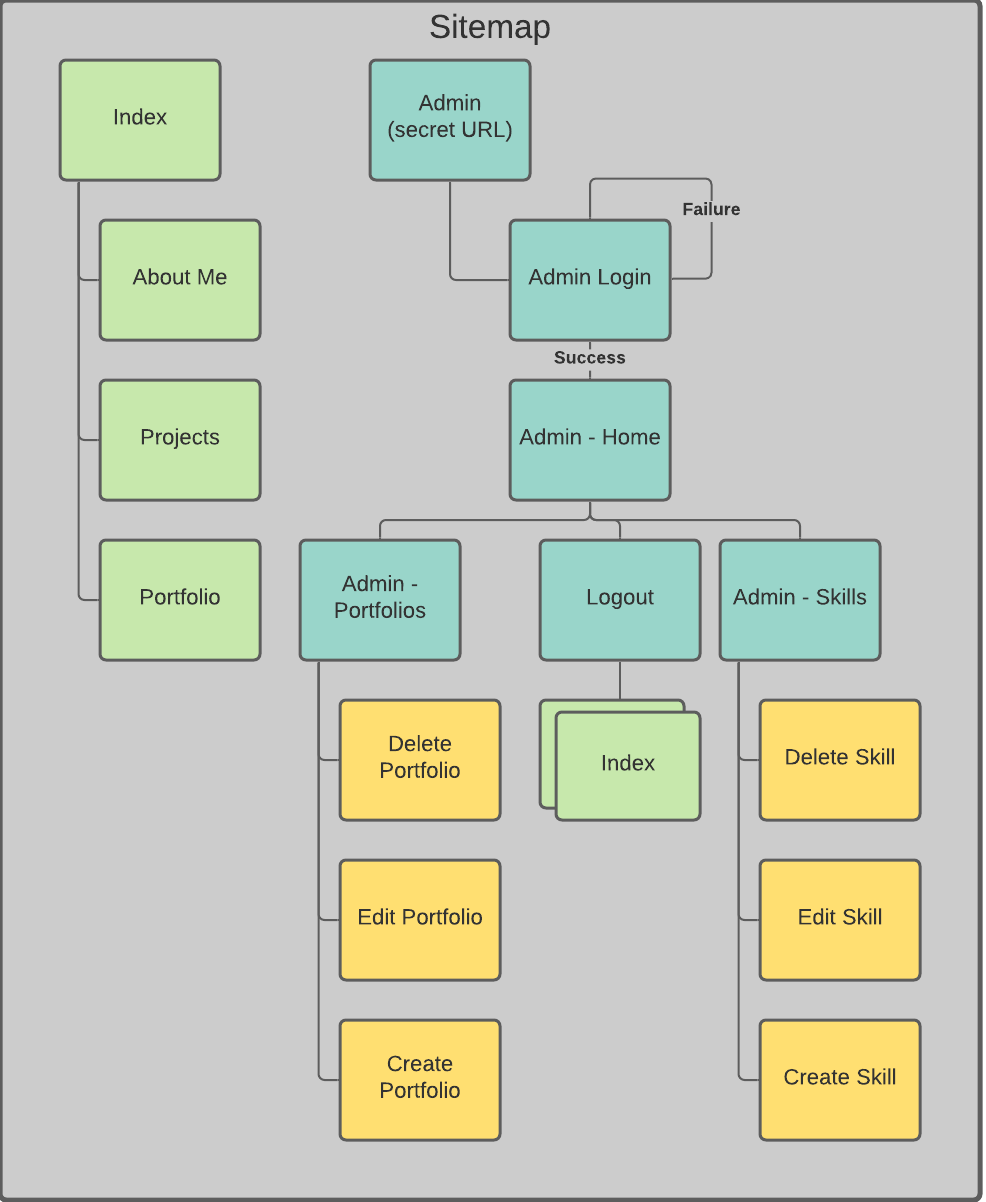 Sitemap
Index
Admin
(secret URL)
Failure
About Me
Admin Login
Success
Projects
Admin - Home
Portfolio
Admin -
Portfolios
Logout
Admin - Skills
Delete
Portfolio
Index
Delete Skill
Edit Portfolio
Edit Skill
Create
Portfolio
Create Skill